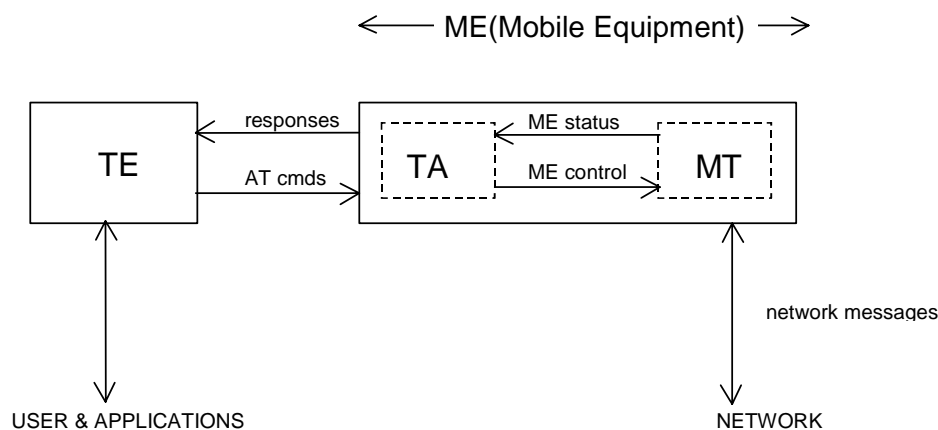 ME(Mobile Equipment)
responses
ME status
TE
TA
MT
AT cmds
ME control
network messages
USER & APPLICATIONS
NETWORK